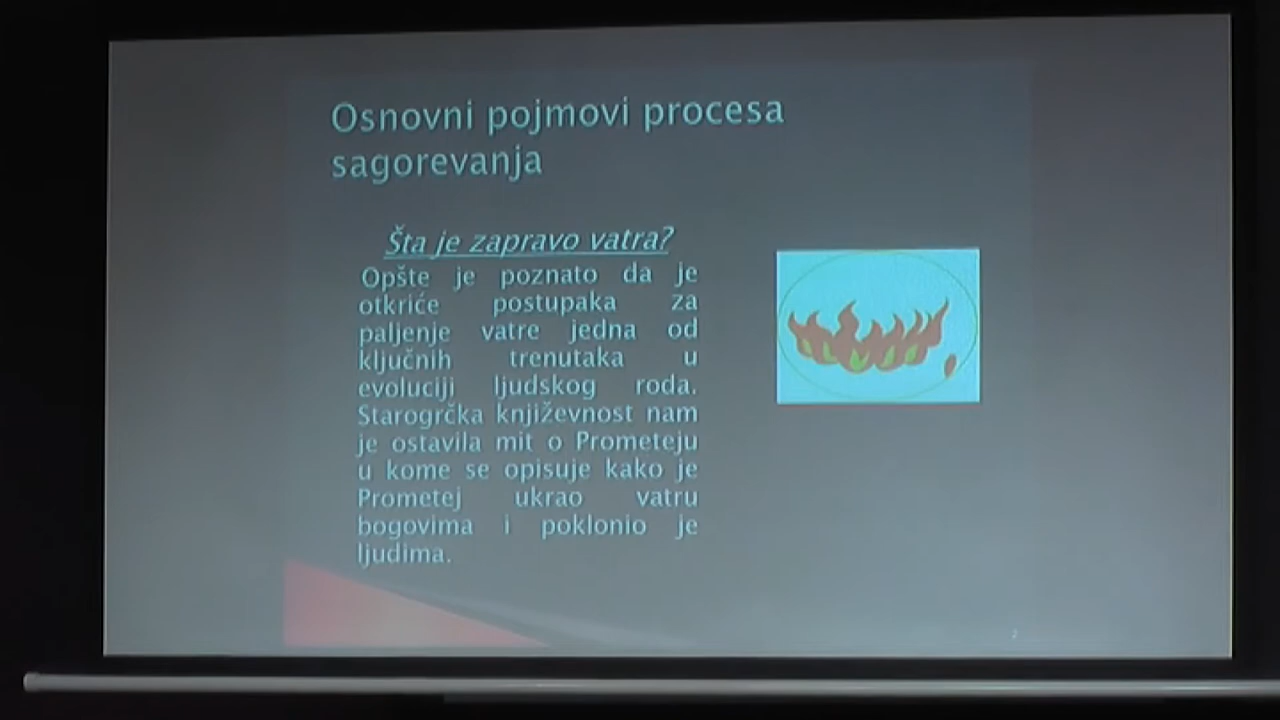 Osnovni pojmovi procesa
sagorevanja
Šta je zapravo vatra?
Opšte je poznato da je
otkriće postupaka za
paljenje vatre jedna od
ključnih trenutaka u
evoluciji ljudskog roda.
Starogrčka književnost nam
je ostavila mit o Prometeju
u kome se opisuje kako je
Prometej ukrao vatru
bogovima i poklonio je
ljudima.
2